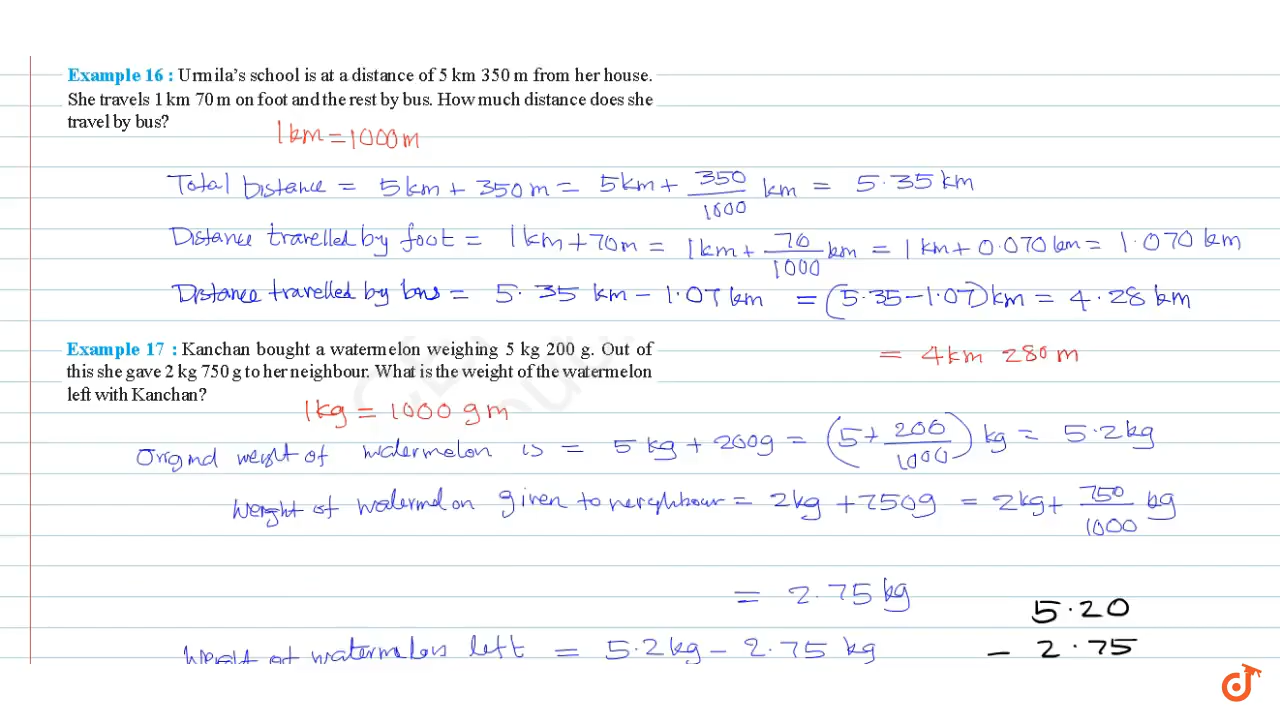 Example 16 : Urmila's school is at a distance of 5 km 350 m from her house.
She travels 1 km 70 m on foot and the rest by bus. How much distance does she
travel by bus?
1km = 1000m
Total Distance = 5km + 350m = 5km + 350/1000 km = 5.35 km
Distance travelled by foot = 1km + 70m = 1km + 70/1000 km = 1km + 0.070 km = 1.070 km
Distance travelled by bus = 5.35 km - 1.07 km = (5.35 - 1.07) km = 4.28 km
= 4km 280 m
Example 17 : Kanchan bought a watermelon weighing 5 kg 200 g. Out of
this she gave 2 kg 750 g to her neighbour. What is the weight of the watermelon
left with Kanchan?
1kg = 1000 gm
weight of watermelon is = 5 kg + 200g = (5 + 200/1000) kg = 5.2kg
weight of watermelon given to neighbour = 2kg + 750g = 2kg + 750/1000 kg
= 2.75 kg
5.20
weight of watermelon left = 5.2kg - 2.75 kg
- 2.75